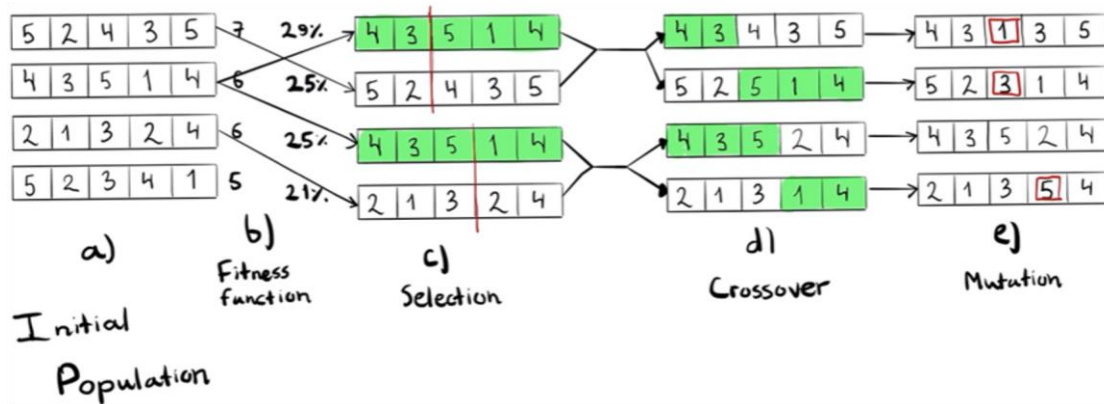 5 2 4 3 5 7 29% 4 3 5 1 4 4 3 4 3 5 4 3 1 3 5
4 3 5 1 4 6 25% 5 2 4 3 5 5 2 5 1 4 5 2 3 1 4
2 1 3 2 4 6 25% 4 3 5 1 4 4 3 5 2 4 4 3 5 2 4
5 2 3 4 1 5 21% 2 1 3 2 4 2 1 3 1 4 2 1 3 5 4
a) b) c) d) e)
Fitness
function
Selection
Crossover
Mutation
Initial
Population